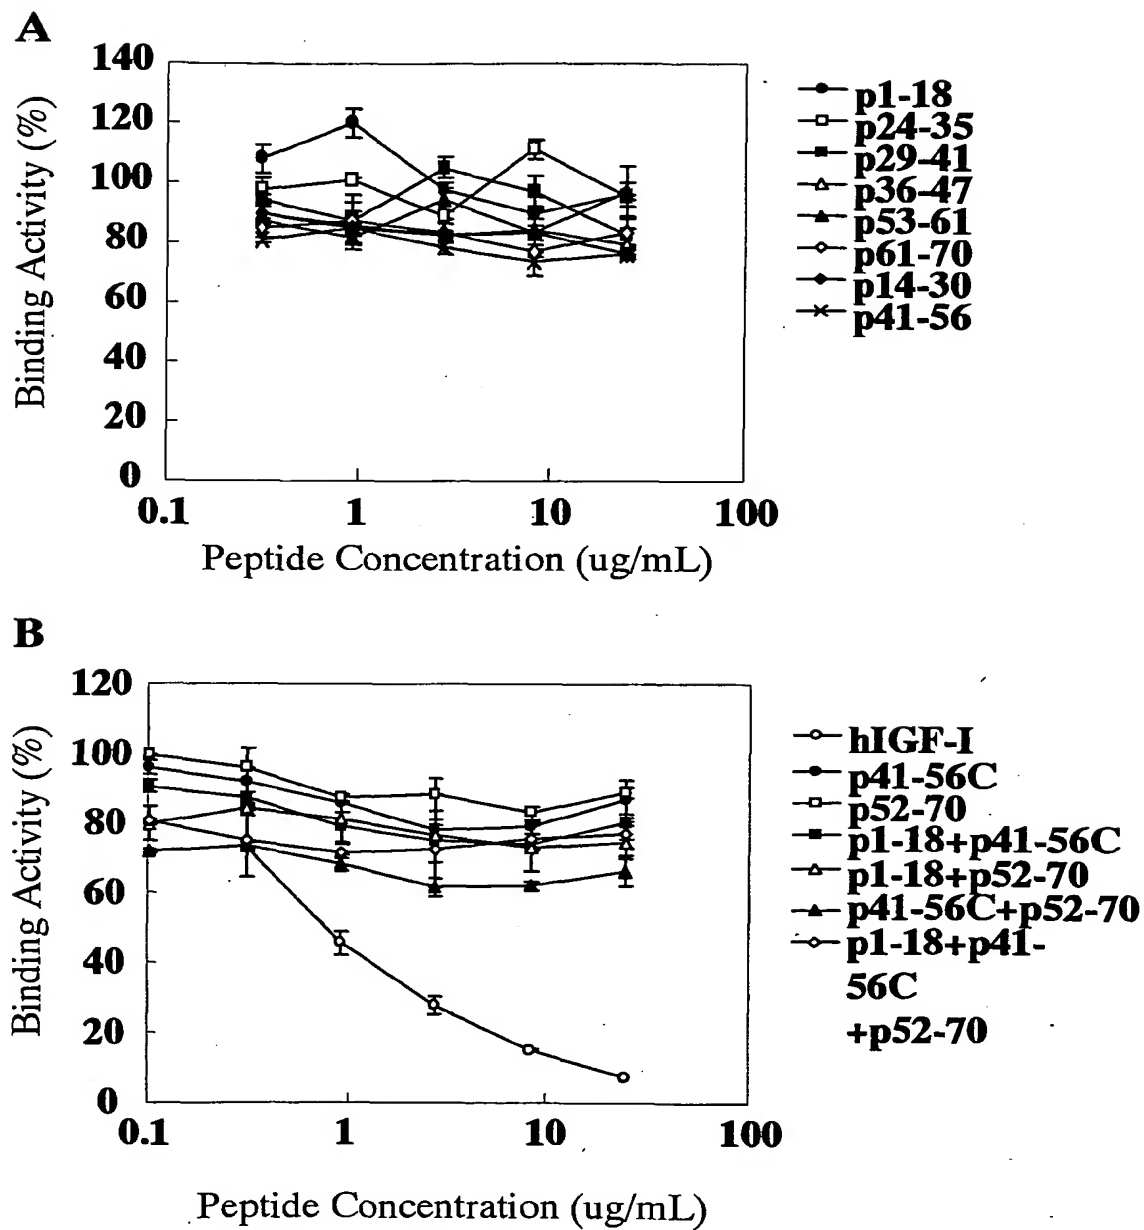 A
140
120
100
80
60
40
20
0
Binding Activity (%)
0.1 1 10 100
Peptide Concentration (ug/mL)
p1-18
p24-35
p29-41
p36-47
p53-61
p61-70
p14-30
p41-56
B
120
100
80
60
40
20
0
Binding Activity (%)
0.1 1 10 100
Peptide Concentration (ug/mL)
hIGF-I
p41-56C
p52-70
p1-18+p41-56C
p1-18+p52-70
p41-56C+p52-70
p1-18+p41-
56C
+p52-70